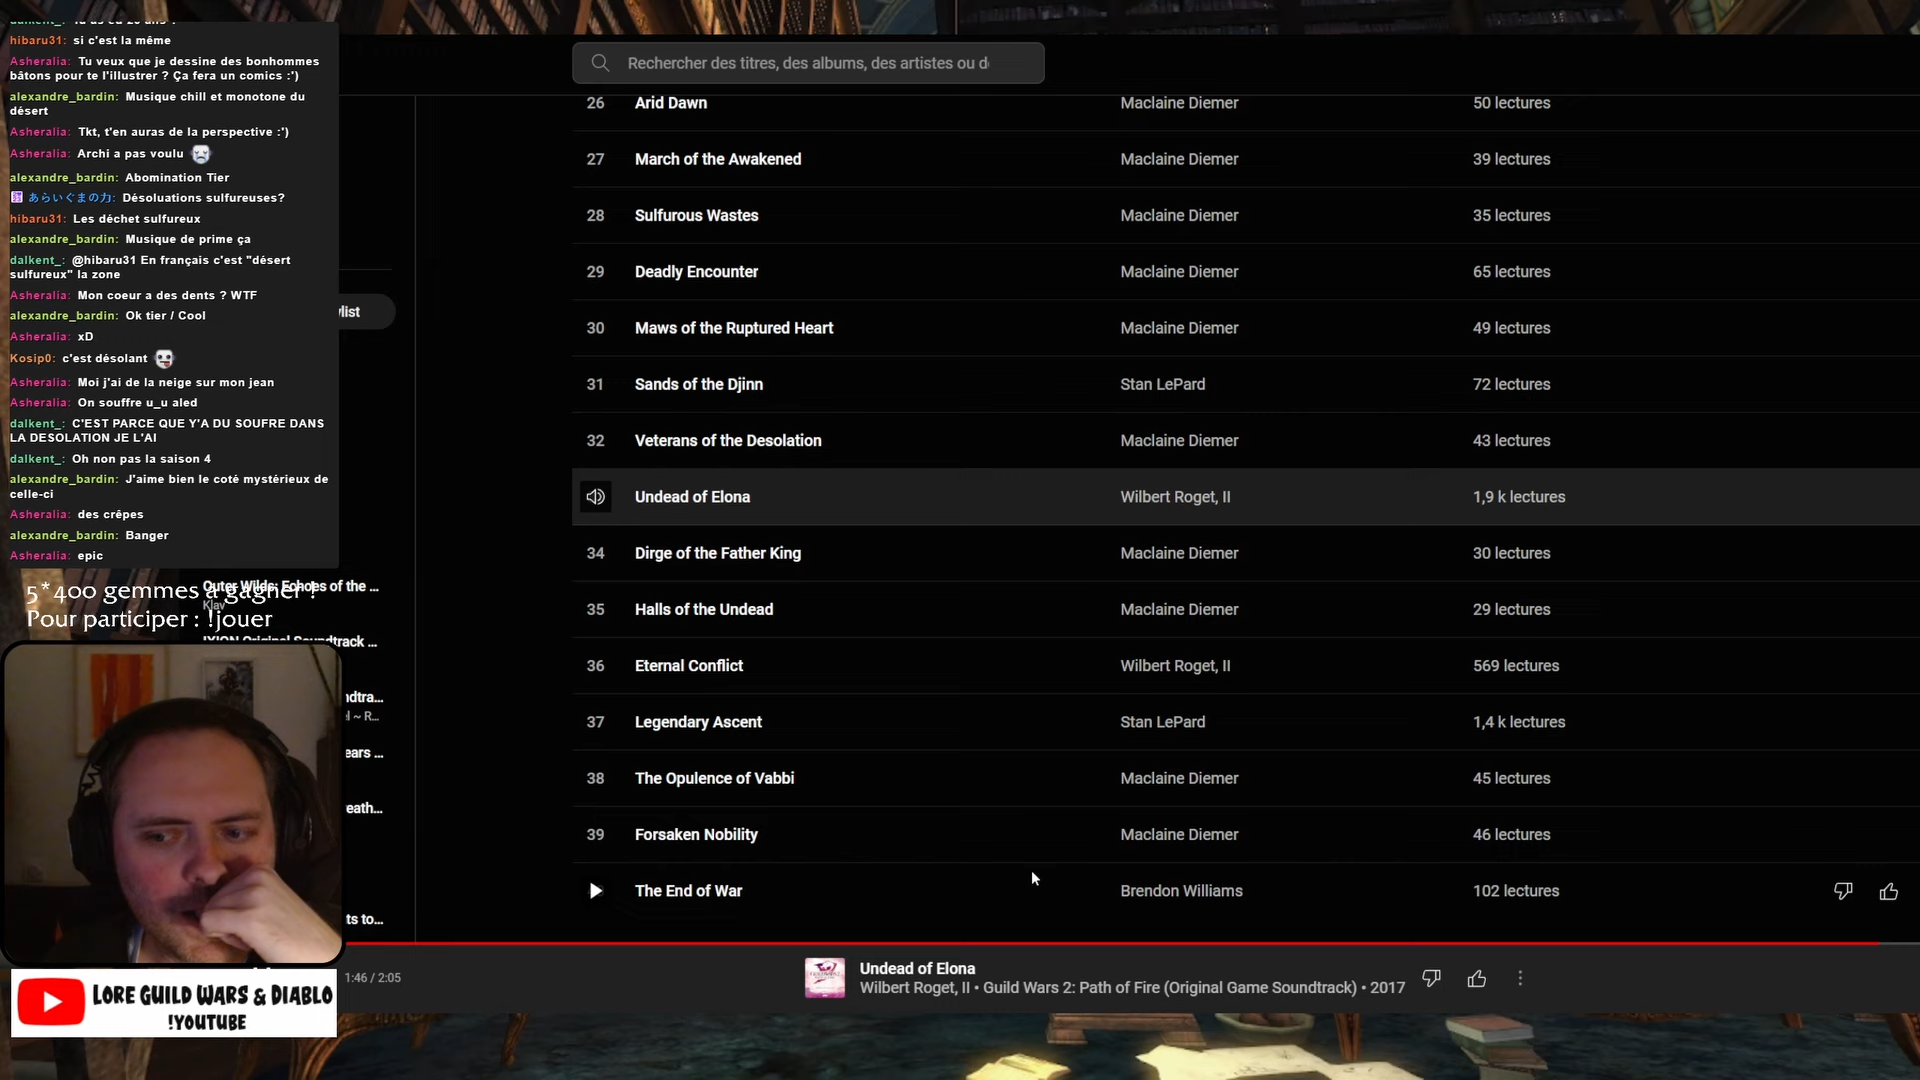 hibaru31: si c'est la même
Asheralia: Tu veux que je dessine des bonhommes
bâtons pour te l'illustrer ? Ça fera un comics :')
alexandre_bardin: Musique chill et monotone du
désert
Asheralia: Tkt, t'en auras de la perspective :')
Asheralia: Archi a pas voulu
alexandre_bardin: Abomination Tier
あらいぐまの力: Désoluations sulfureuses?
hibaru31: Les déchet sulfureux
alexandre_bardin: Musique de prime ça
dalkent_: @hibaru31 En français c'est "désert
sulfureux" la zone
Asheralia: Mon coeur a des dents ? WTF
alexandre_bardin: Ok tier / Cool
Asheralia: xD
Kosip0: c'est désolant
Asheralia: Moi j'ai de la neige sur mon jean
Asheralia: On souffre u_u aled
dalkent_: C'EST PARCE QUE Y'A DU SOUFRE DANS
LA DESOLATION JE L'AI
dalkent_: Oh non pas la saison 4
alexandre_bardin: J'aime bien le coté mystérieux de
celle-ci
Asheralia: des crêpes
alexandre_bardin: Banger
Asheralia: epic
5*400 gemmes à gagner !
Pour participer : !jouer
Outer Wilds: Echoes of the ...
Klav
IXION Original Soundtrack ...
ndtra...
l ~ R...
ears ...
eath...
ts to...
LORE GUILD WARS & DIABLO
!YOUTUBE
Rechercher des titres, des albums, des artistes ou d
26 Arid Dawn Maclaine Diemer 50 lectures
27 March of the Awakened Maclaine Diemer 39 lectures
28 Sulfurous Wastes Maclaine Diemer 35 lectures
29 Deadly Encounter Maclaine Diemer 65 lectures
30 Maws of the Ruptured Heart Maclaine Diemer 49 lectures
31 Sands of the Djinn Stan LePard 72 lectures
32 Veterans of the Desolation Maclaine Diemer 43 lectures
Undead of Elona Wilbert Roget, II 1,9 k lectures
34 Dirge of the Father King Maclaine Diemer 30 lectures
35 Halls of the Undead Maclaine Diemer 29 lectures
36 Eternal Conflict Wilbert Roget, II 569 lectures
37 Legendary Ascent Stan LePard 1,4 k lectures
38 The Opulence of Vabbi Maclaine Diemer 45 lectures
39 Forsaken Nobility Maclaine Diemer 46 lectures
The End of War Brendon Williams 102 lectures
1:46 / 2:05
Undead of Elona
Wilbert Roget, II • Guild Wars 2: Path of Fire (Original Game Soundtrack) • 2017